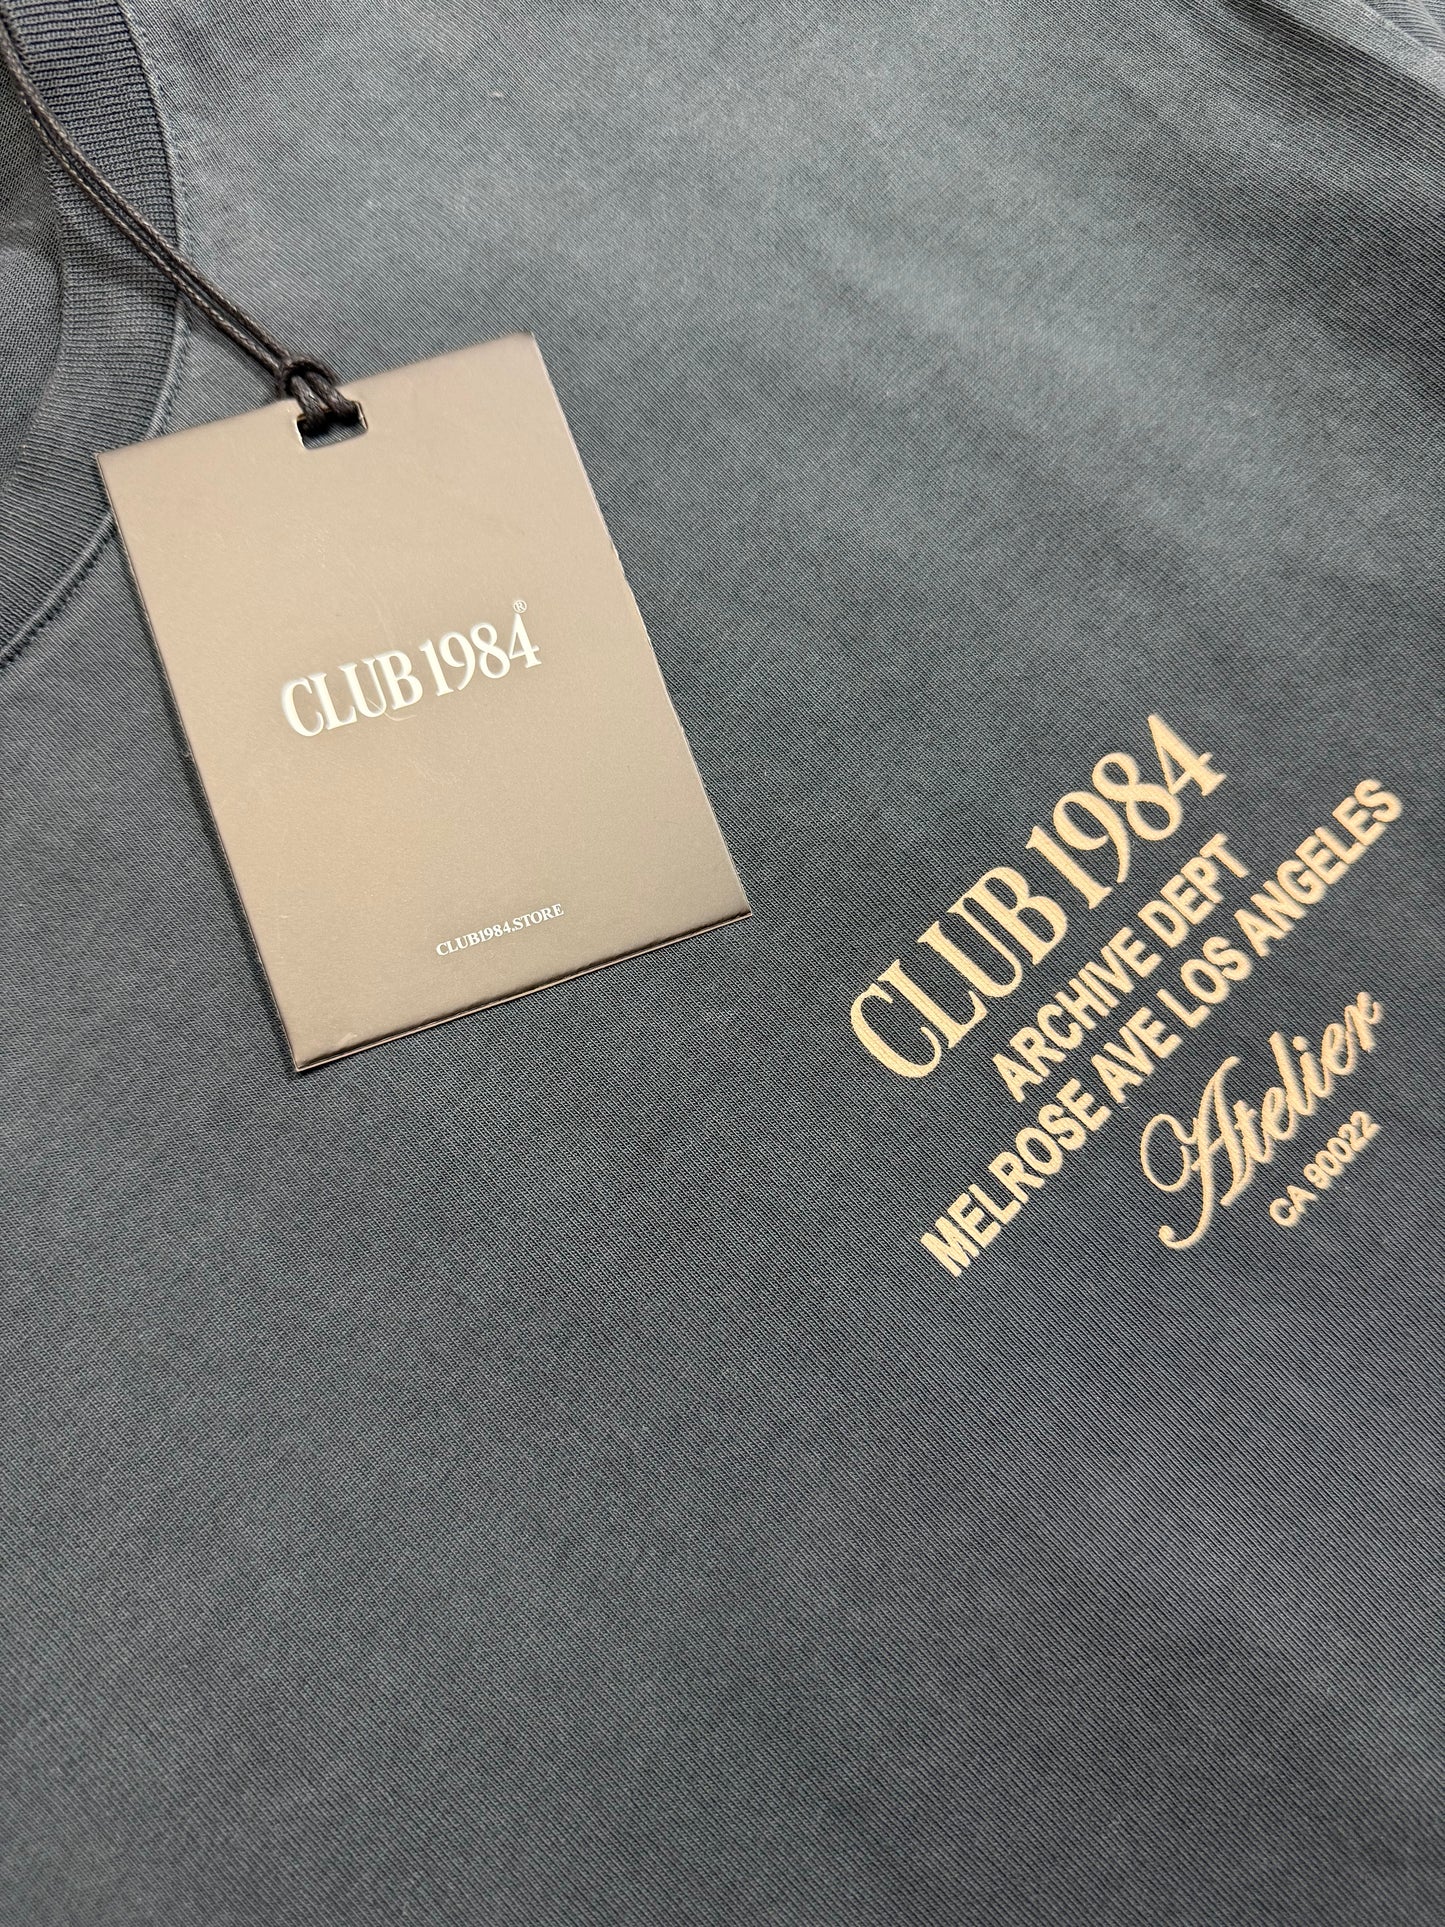 CLUB 1984®
CLUB1984.STORE
CLUB 1984
ARCHIVE DEPT
MELROSE AVE LOS ANGELES
Atelier
CA 90022